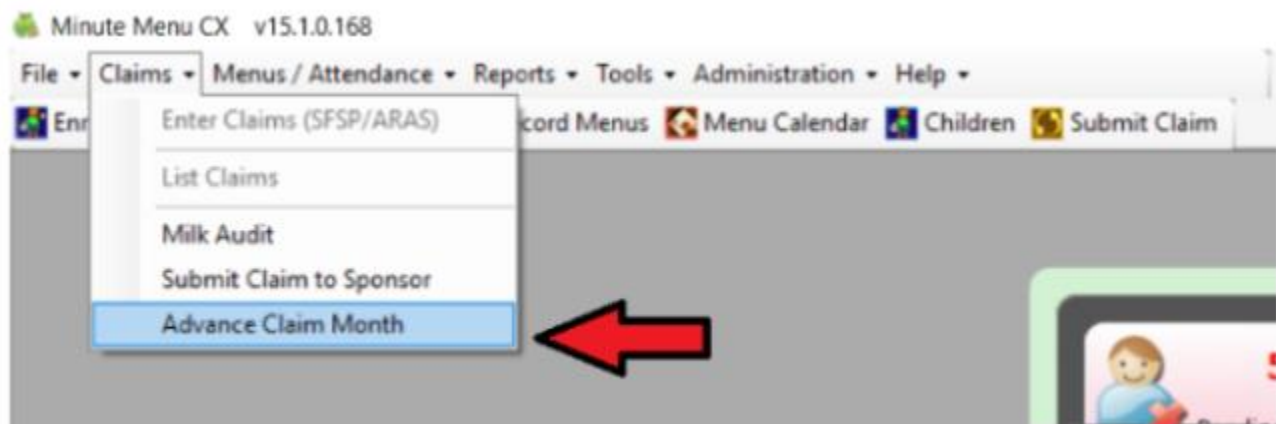 Minute Menu CX v15.1.0.168
File Claims Menus / Attendance Reports Tools Administration Help
Enter Claims (SFSP/ARAS)
Menus Menu Calendar Children Submit Claim
List Claims
Milk Audit
Submit Claim to Sponsor
Advance Claim Month